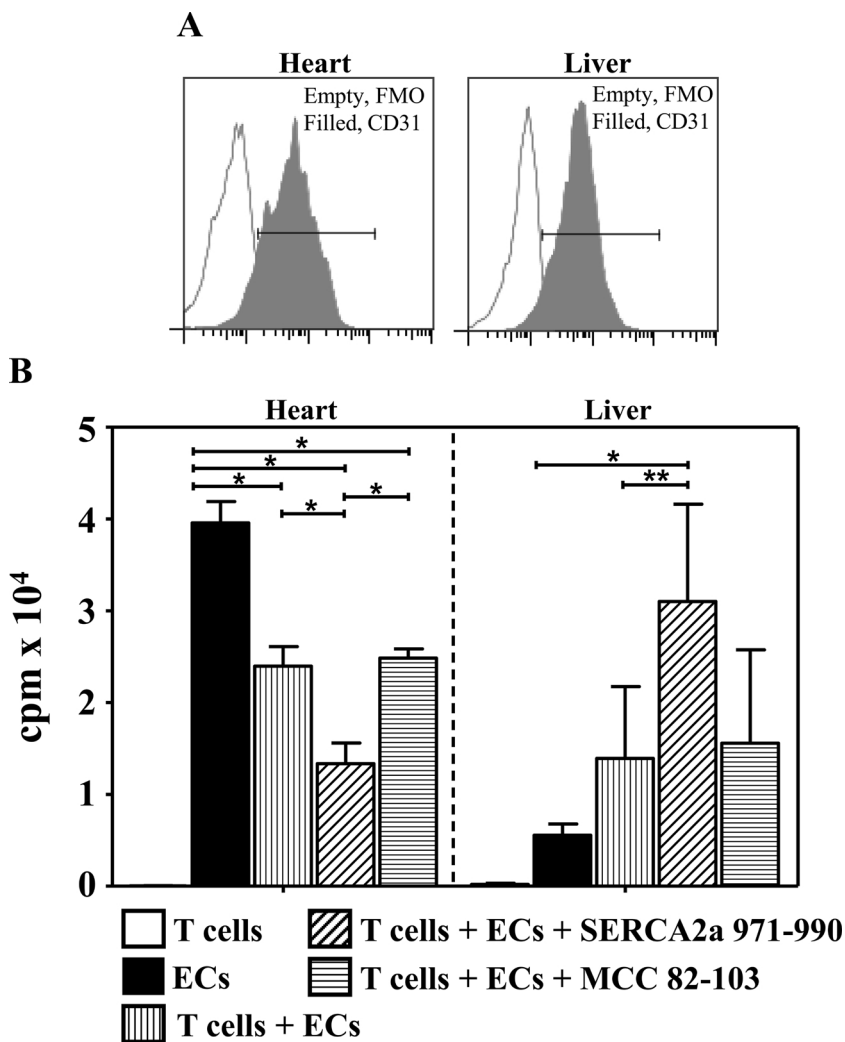 A
Heart
Liver
Empty, FMO
Filled, CD31
Empty, FMO
Filled, CD31
B
Heart
Liver
5
4
3
2
1
0
cpm x 10⁴
*
*
*
*
*
*
**
T cells
ECs
T cells + ECs
T cells + ECs + SERCA2a 971-990
T cells + ECs + MCC 82-103